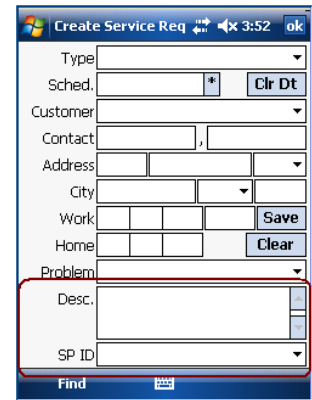 Create Service Req 3:52 ok
Type
Sched. * Clr Dt
Customer
Contact ,
Address
City
Work Save
Home Clear
Problem
Desc.
SP ID
Find